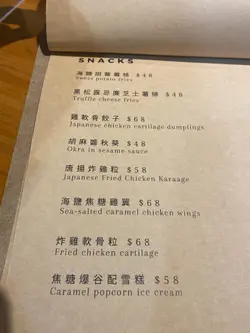 SNACKS
海鹽胡椒薯條 $48
Sweet potato fries
黑松露忌廉芝士薯條 $48
Truffle cheese fries
雞軟骨餃子 $68
Japanese chicken cartilage dumplings
胡麻醬秋葵 $48
Okra in sesame sauce
唐揚炸雞粒 $58
Japanese Fried Chicken Karaage
海鹽焦糖雞翼 $68
Sea-salted caramel chicken wings
炸雞軟骨粒 $68
Fried chicken cartilage
焦糖爆谷配雪糕 $58
Caramel popcorn ice cream